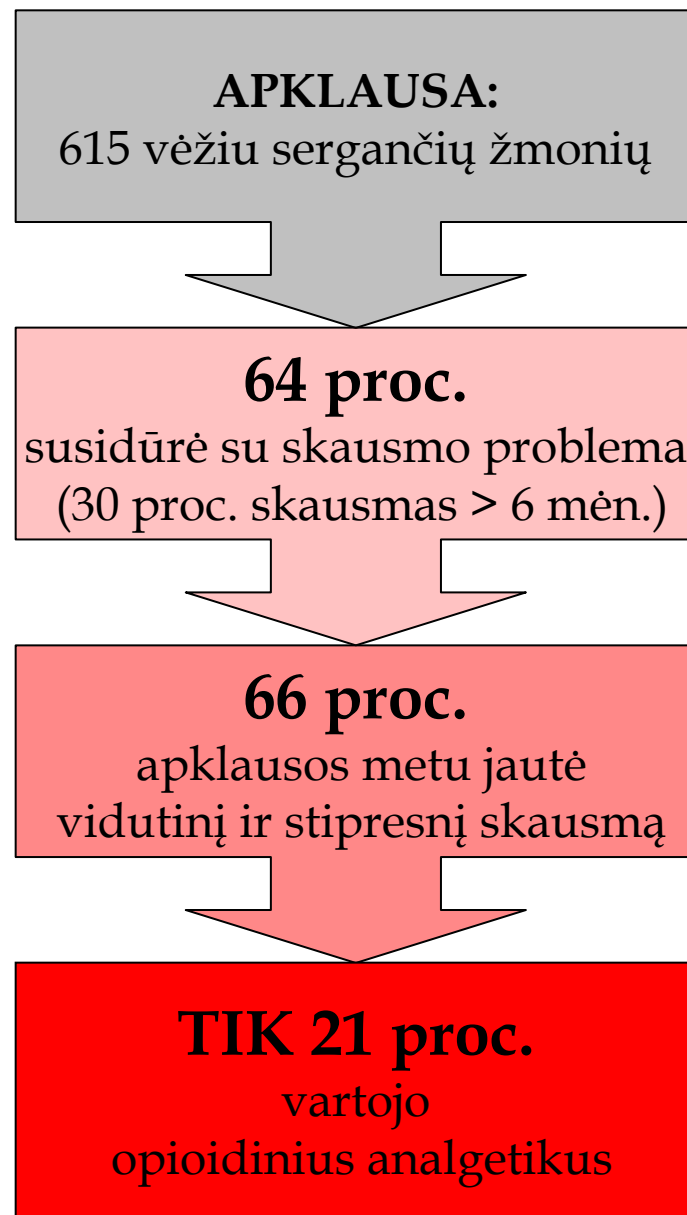 APKLAUSA:
615 vėžiu sergančių žmonių
64 proc.
susidūrė su skausmo problema
(30 proc. skausmas > 6 mėn.)
66 proc.
apklausos metu jautė
vidutinį ir stipresnį skausmą
TIK 21 proc.
vartojo
opioidinius analgetikus